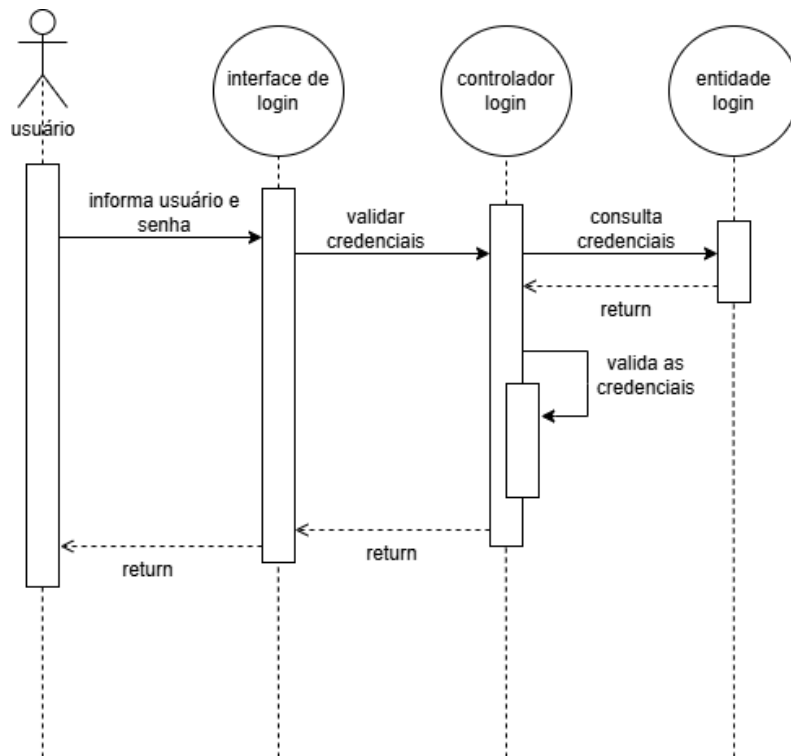 interface de
login
controlador
login
entidade
login
usuário
informa usuário e
senha
validar
credenciais
consulta
credenciais
return
valida as
credenciais
return
return